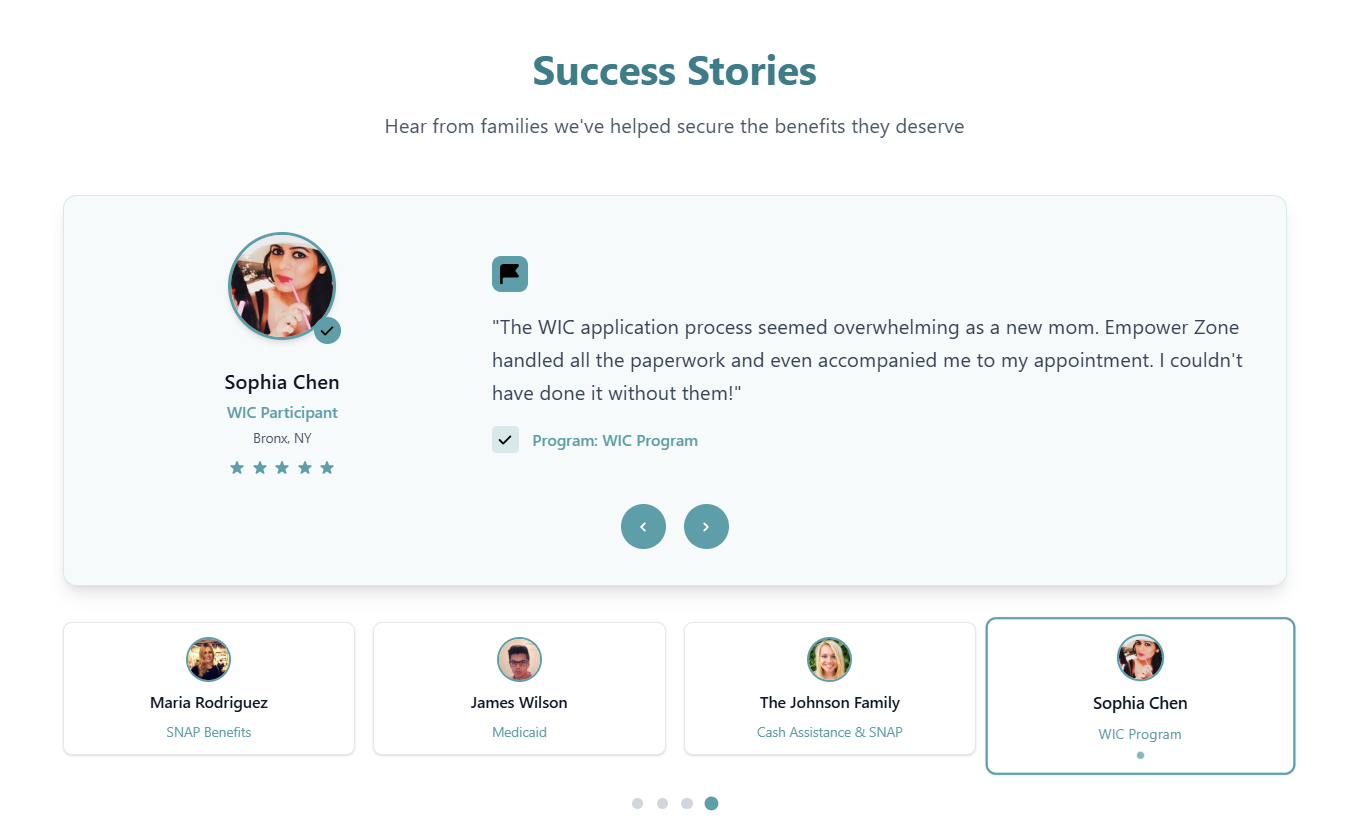 Success Stories
Hear from families we've helped secure the benefits they deserve
Sophia Chen
WIC Participant
Bronx, NY
"The WIC application process seemed overwhelming as a new mom. Empower Zone
handled all the paperwork and even accompanied me to my appointment. I couldn't
have done it without them!"
Program: WIC Program
Maria Rodriguez
SNAP Benefits
James Wilson
Medicaid
The Johnson Family
Cash Assistance & SNAP
Sophia Chen
WIC Program